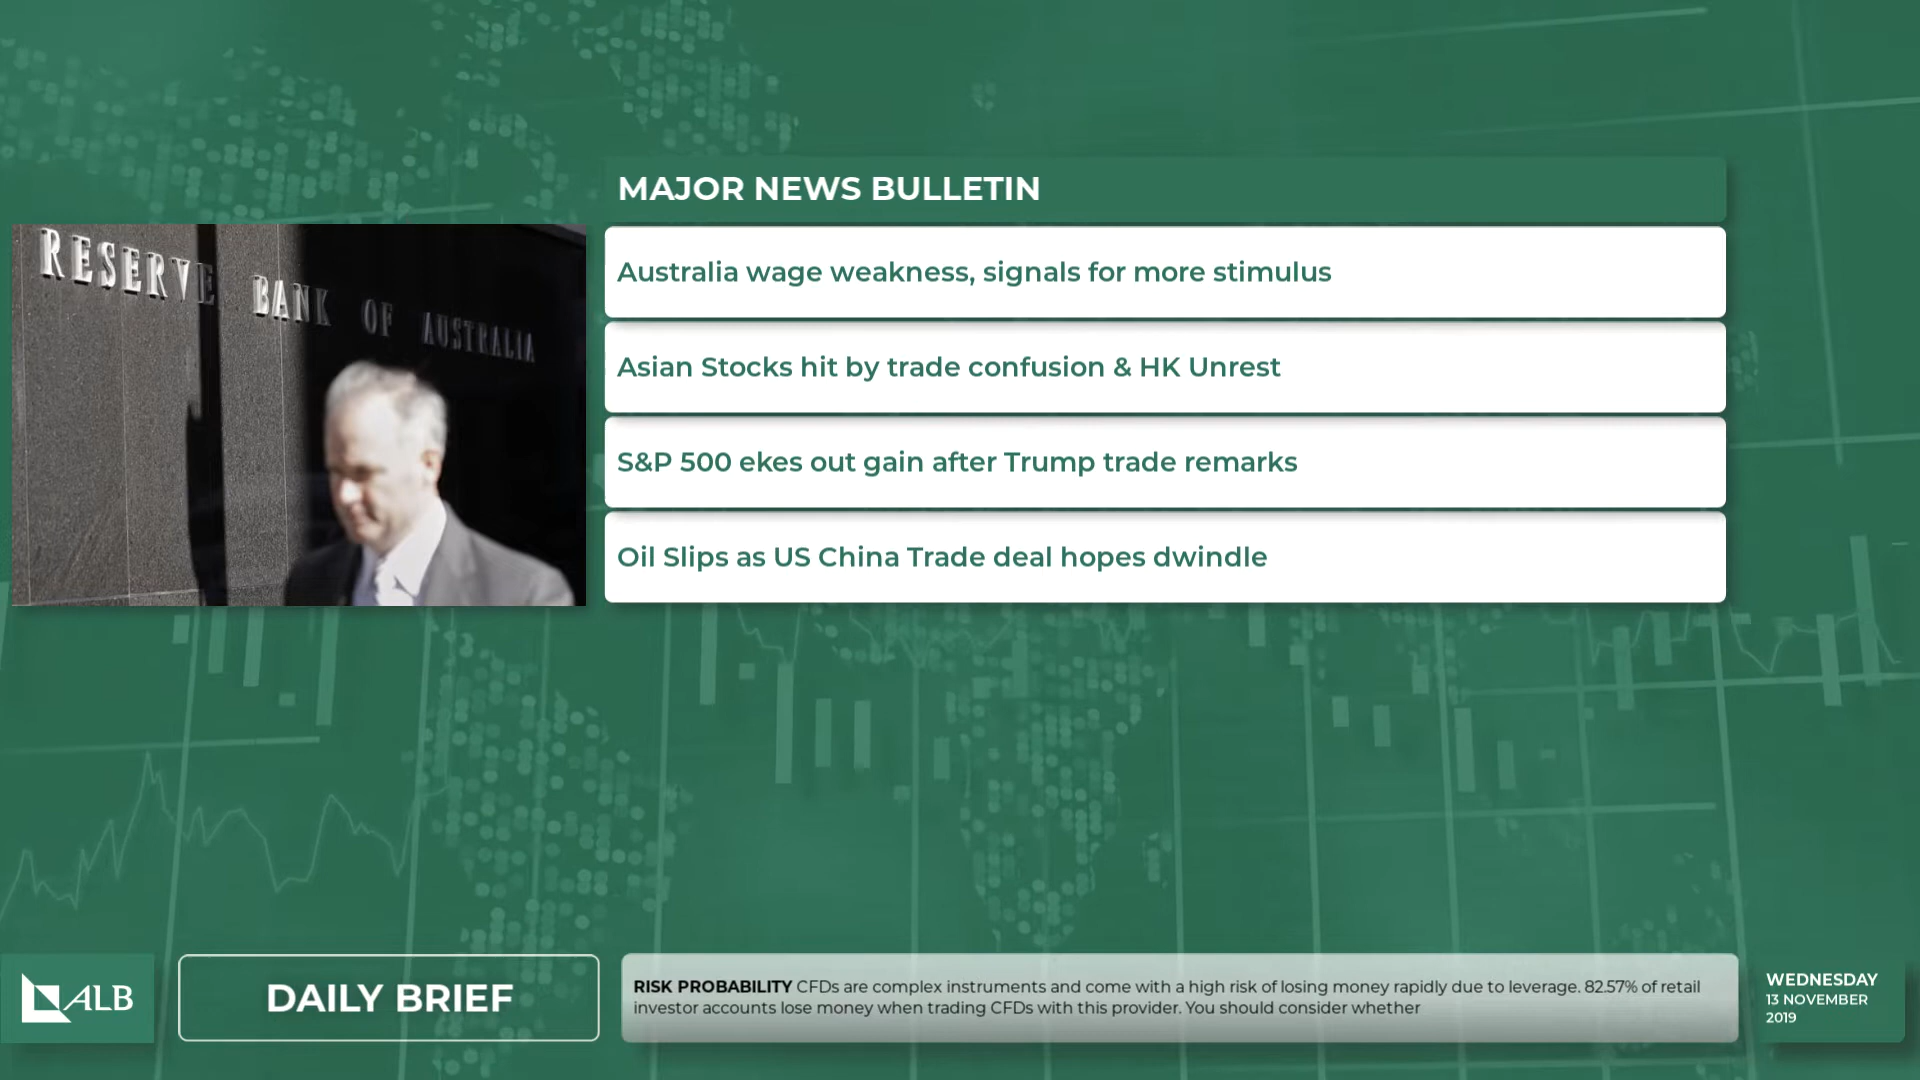 MAJOR NEWS BULLETIN
RESERVE BANK OF AUSTRALIA
Australia wage weakness, signals for more stimulus
Asian Stocks hit by trade confusion & HK Unrest
S&P 500 ekes out gain after Trump trade remarks
Oil Slips as US China Trade deal hopes dwindle
ALB
DAILY BRIEF
RISK PROBABILITY CFDs are complex instruments and come with a high risk of losing money rapidly due to leverage. 82.57% of retail
investor accounts lose money when trading CFDs with this provider. You should consider whether
WEDNESDAY
13 NOVEMBER
2019